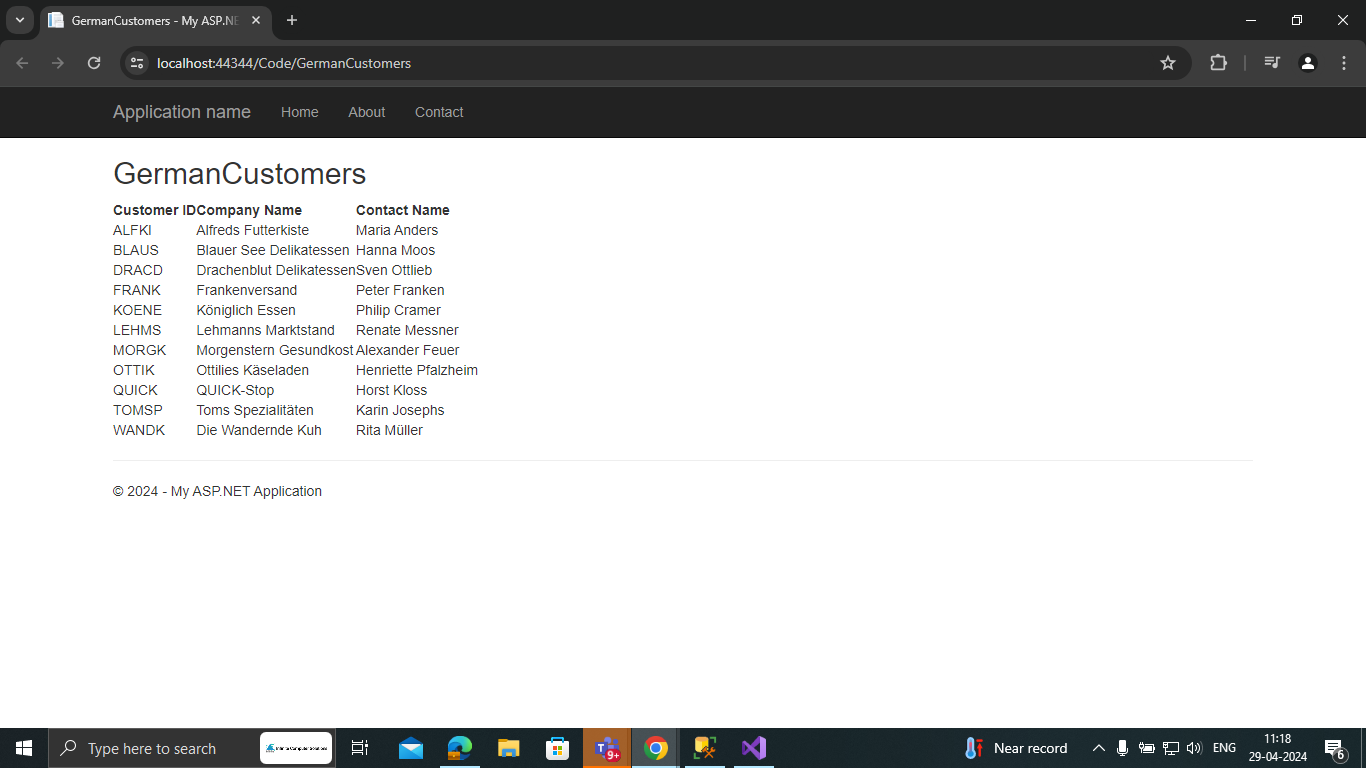 GermanCustomers - My ASP.NE
localhost:44344/Code/GermanCustomers
Application name Home About Contact
GermanCustomers
Customer ID Company Name Contact Name
ALFKI Alfreds Futterkiste Maria Anders
BLAUS Blauer See Delikatessen Hanna Moos
DRACD Drachenblut Delikatessen Sven Ottlieb
FRANK Frankenversand Peter Franken
KOENE Königlich Essen Philip Cramer
LEHMS Lehmanns Marktstand Renate Messner
MORGK Morgenstern Gesundkost Alexander Feuer
OTTIK Ottilies Käseladen Henriette Pfalzheim
QUICK QUICK-Stop Horst Kloss
TOMSP Toms Spezialitäten Karin Josephs
WANDK Die Wandernde Kuh Rita Müller
© 2024 - My ASP.NET Application
Type here to search Infinite Computer Solutions 9+ Near record ENG 11:18
29-04-2024 6